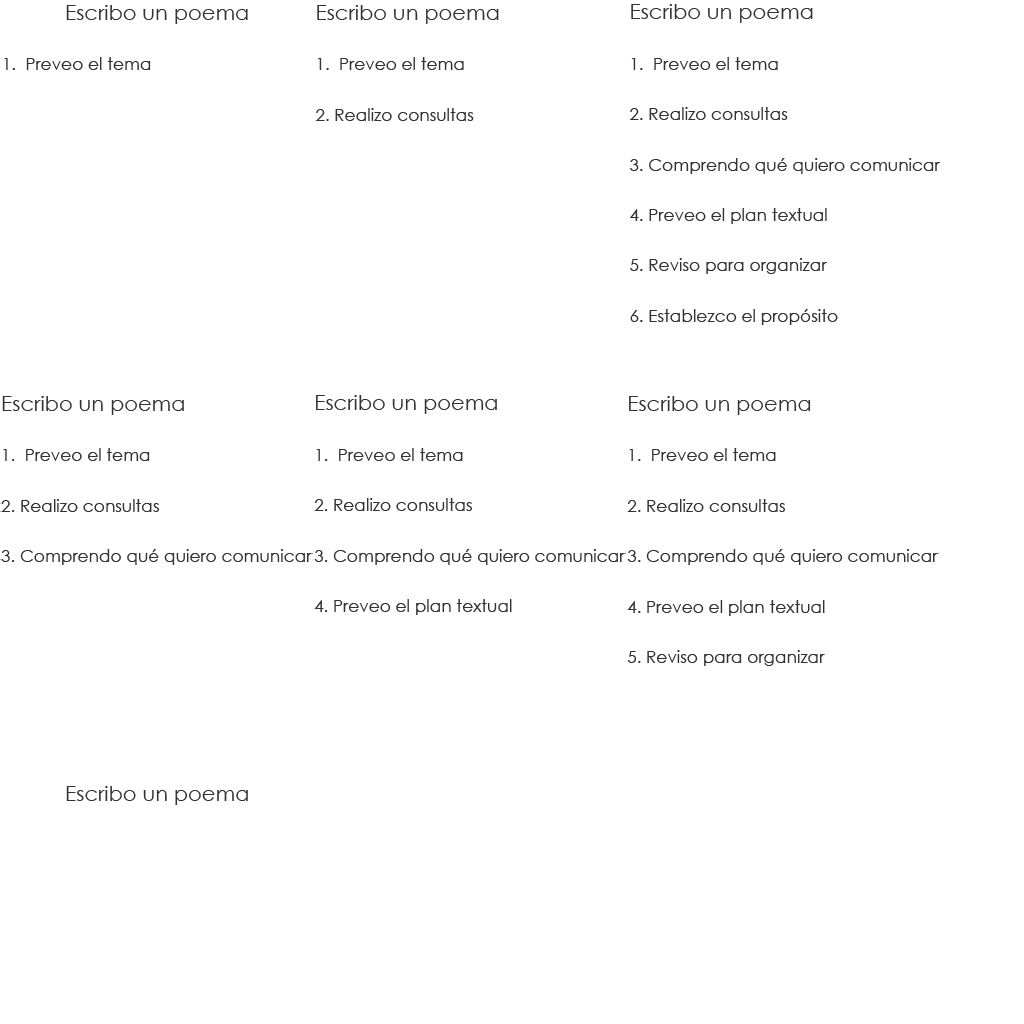 Escribo un poema
1. Preveo el tema
Escribo un poema
1. Preveo el tema
2. Realizo consultas
Escribo un poema
1. Preveo el tema
2. Realizo consultas
3. Comprendo qué quiero comunicar
4. Preveo el plan textual
5. Reviso para organizar
6. Establezco el propósito
Escribo un poema
1. Preveo el tema
2. Realizo consultas
3. Comprendo qué quiero comunicar
Escribo un poema
1. Preveo el tema
2. Realizo consultas
3. Comprendo qué quiero comunicar
4. Preveo el plan textual
Escribo un poema
1. Preveo el tema
2. Realizo consultas
3. Comprendo qué quiero comunicar
4. Preveo el plan textual
5. Reviso para organizar
Escribo un poema